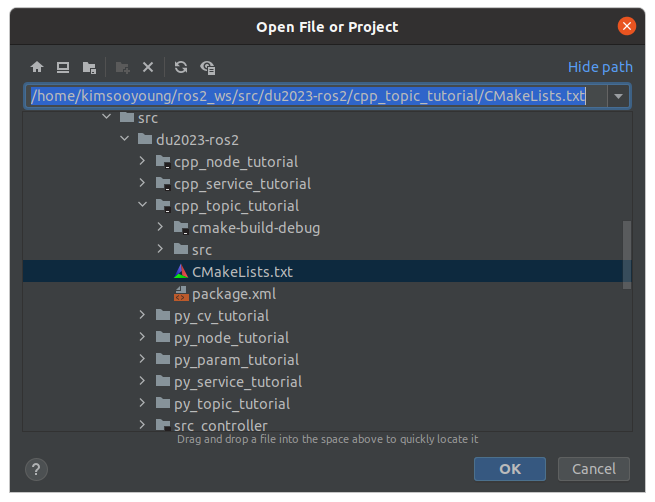 Open File or Project
Hide path
/home/kimsooyoung/ros2_ws/src/du2023-ros2/cpp_topic_tutorial/CMakeLists.txt
src
du2023-ros2
cpp_node_tutorial
cpp_service_tutorial
cpp_topic_tutorial
cmake-build-debug
src
CMakeLists.txt
package.xml
py_cv_tutorial
py_node_tutorial
py_param_tutorial
py_service_tutorial
py_topic_tutorial
src_controller
Drag and drop a file into the space above to quickly locate it
? OK Cancel